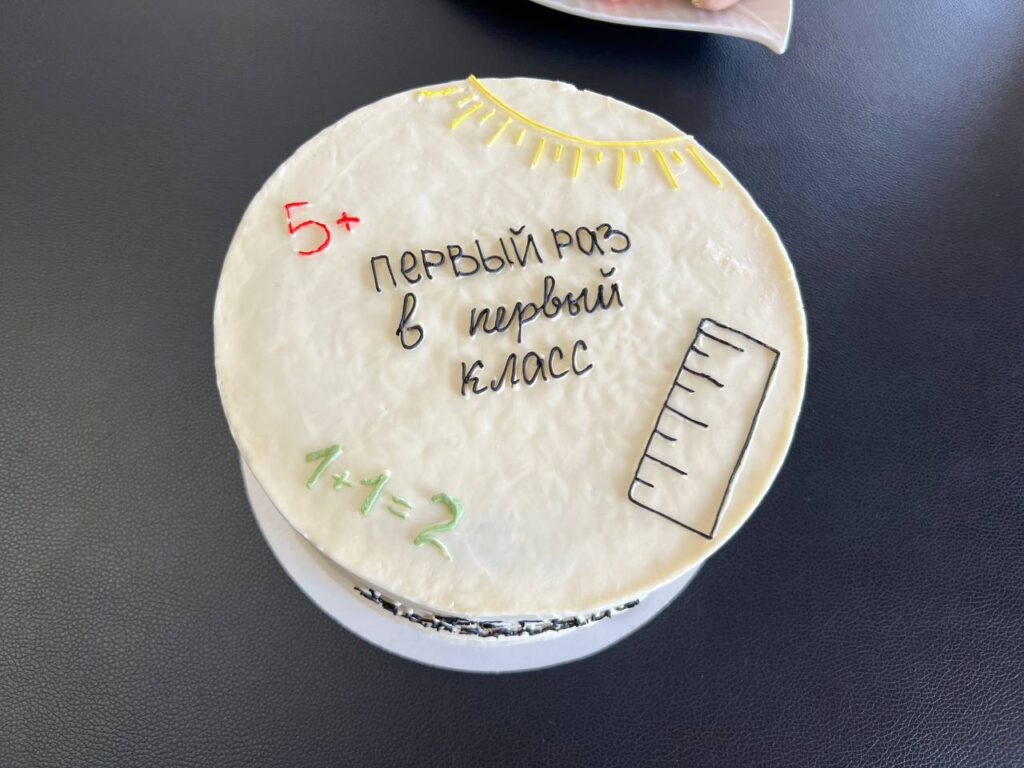 5+
первый раз
в первый
класс
1+1=2